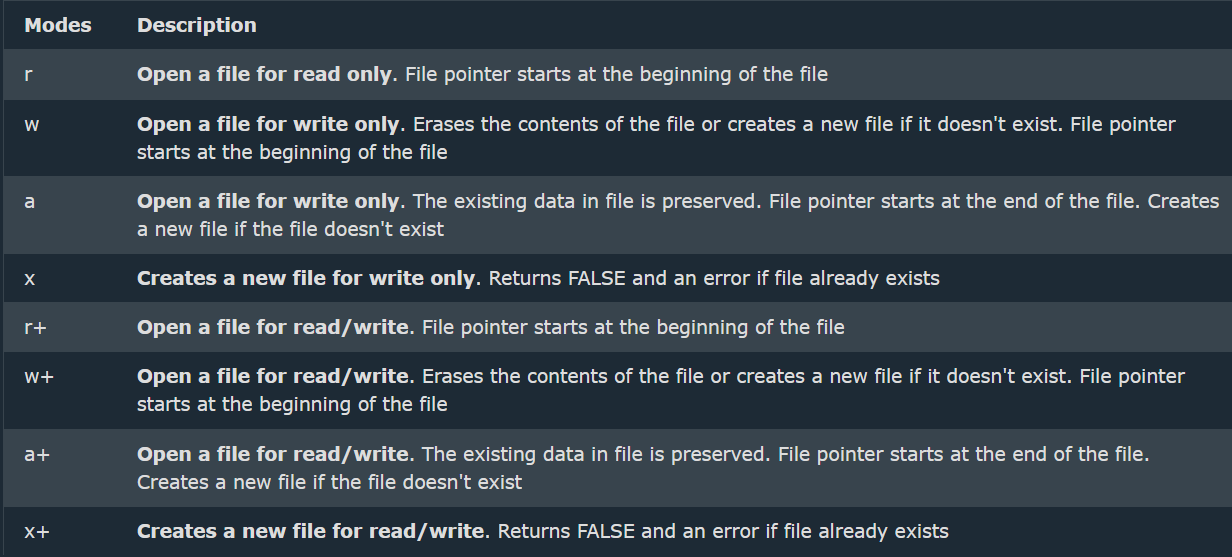 Modes Description
r Open a file for read only. File pointer starts at the beginning of the file
w Open a file for write only. Erases the contents of the file or creates a new file if it doesn't exist. File pointer
starts at the beginning of the file
a Open a file for write only. The existing data in file is preserved. File pointer starts at the end of the file. Creates
a new file if the file doesn't exist
x Creates a new file for write only. Returns FALSE and an error if file already exists
r+ Open a file for read/write. File pointer starts at the beginning of the file
w+ Open a file for read/write. Erases the contents of the file or creates a new file if it doesn't exist. File pointer
starts at the beginning of the file
a+ Open a file for read/write. The existing data in file is preserved. File pointer starts at the end of the file.
Creates a new file if the file doesn't exist
x+ Creates a new file for read/write. Returns FALSE and an error if file already exists